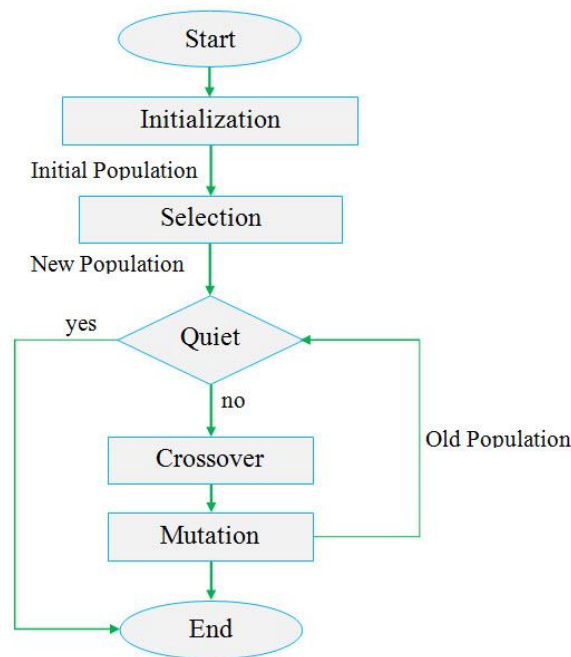 Start
Initialization
Initial Population
Selection
New Population
yes
Quiet
no
Old Population
Crossover
Mutation
End